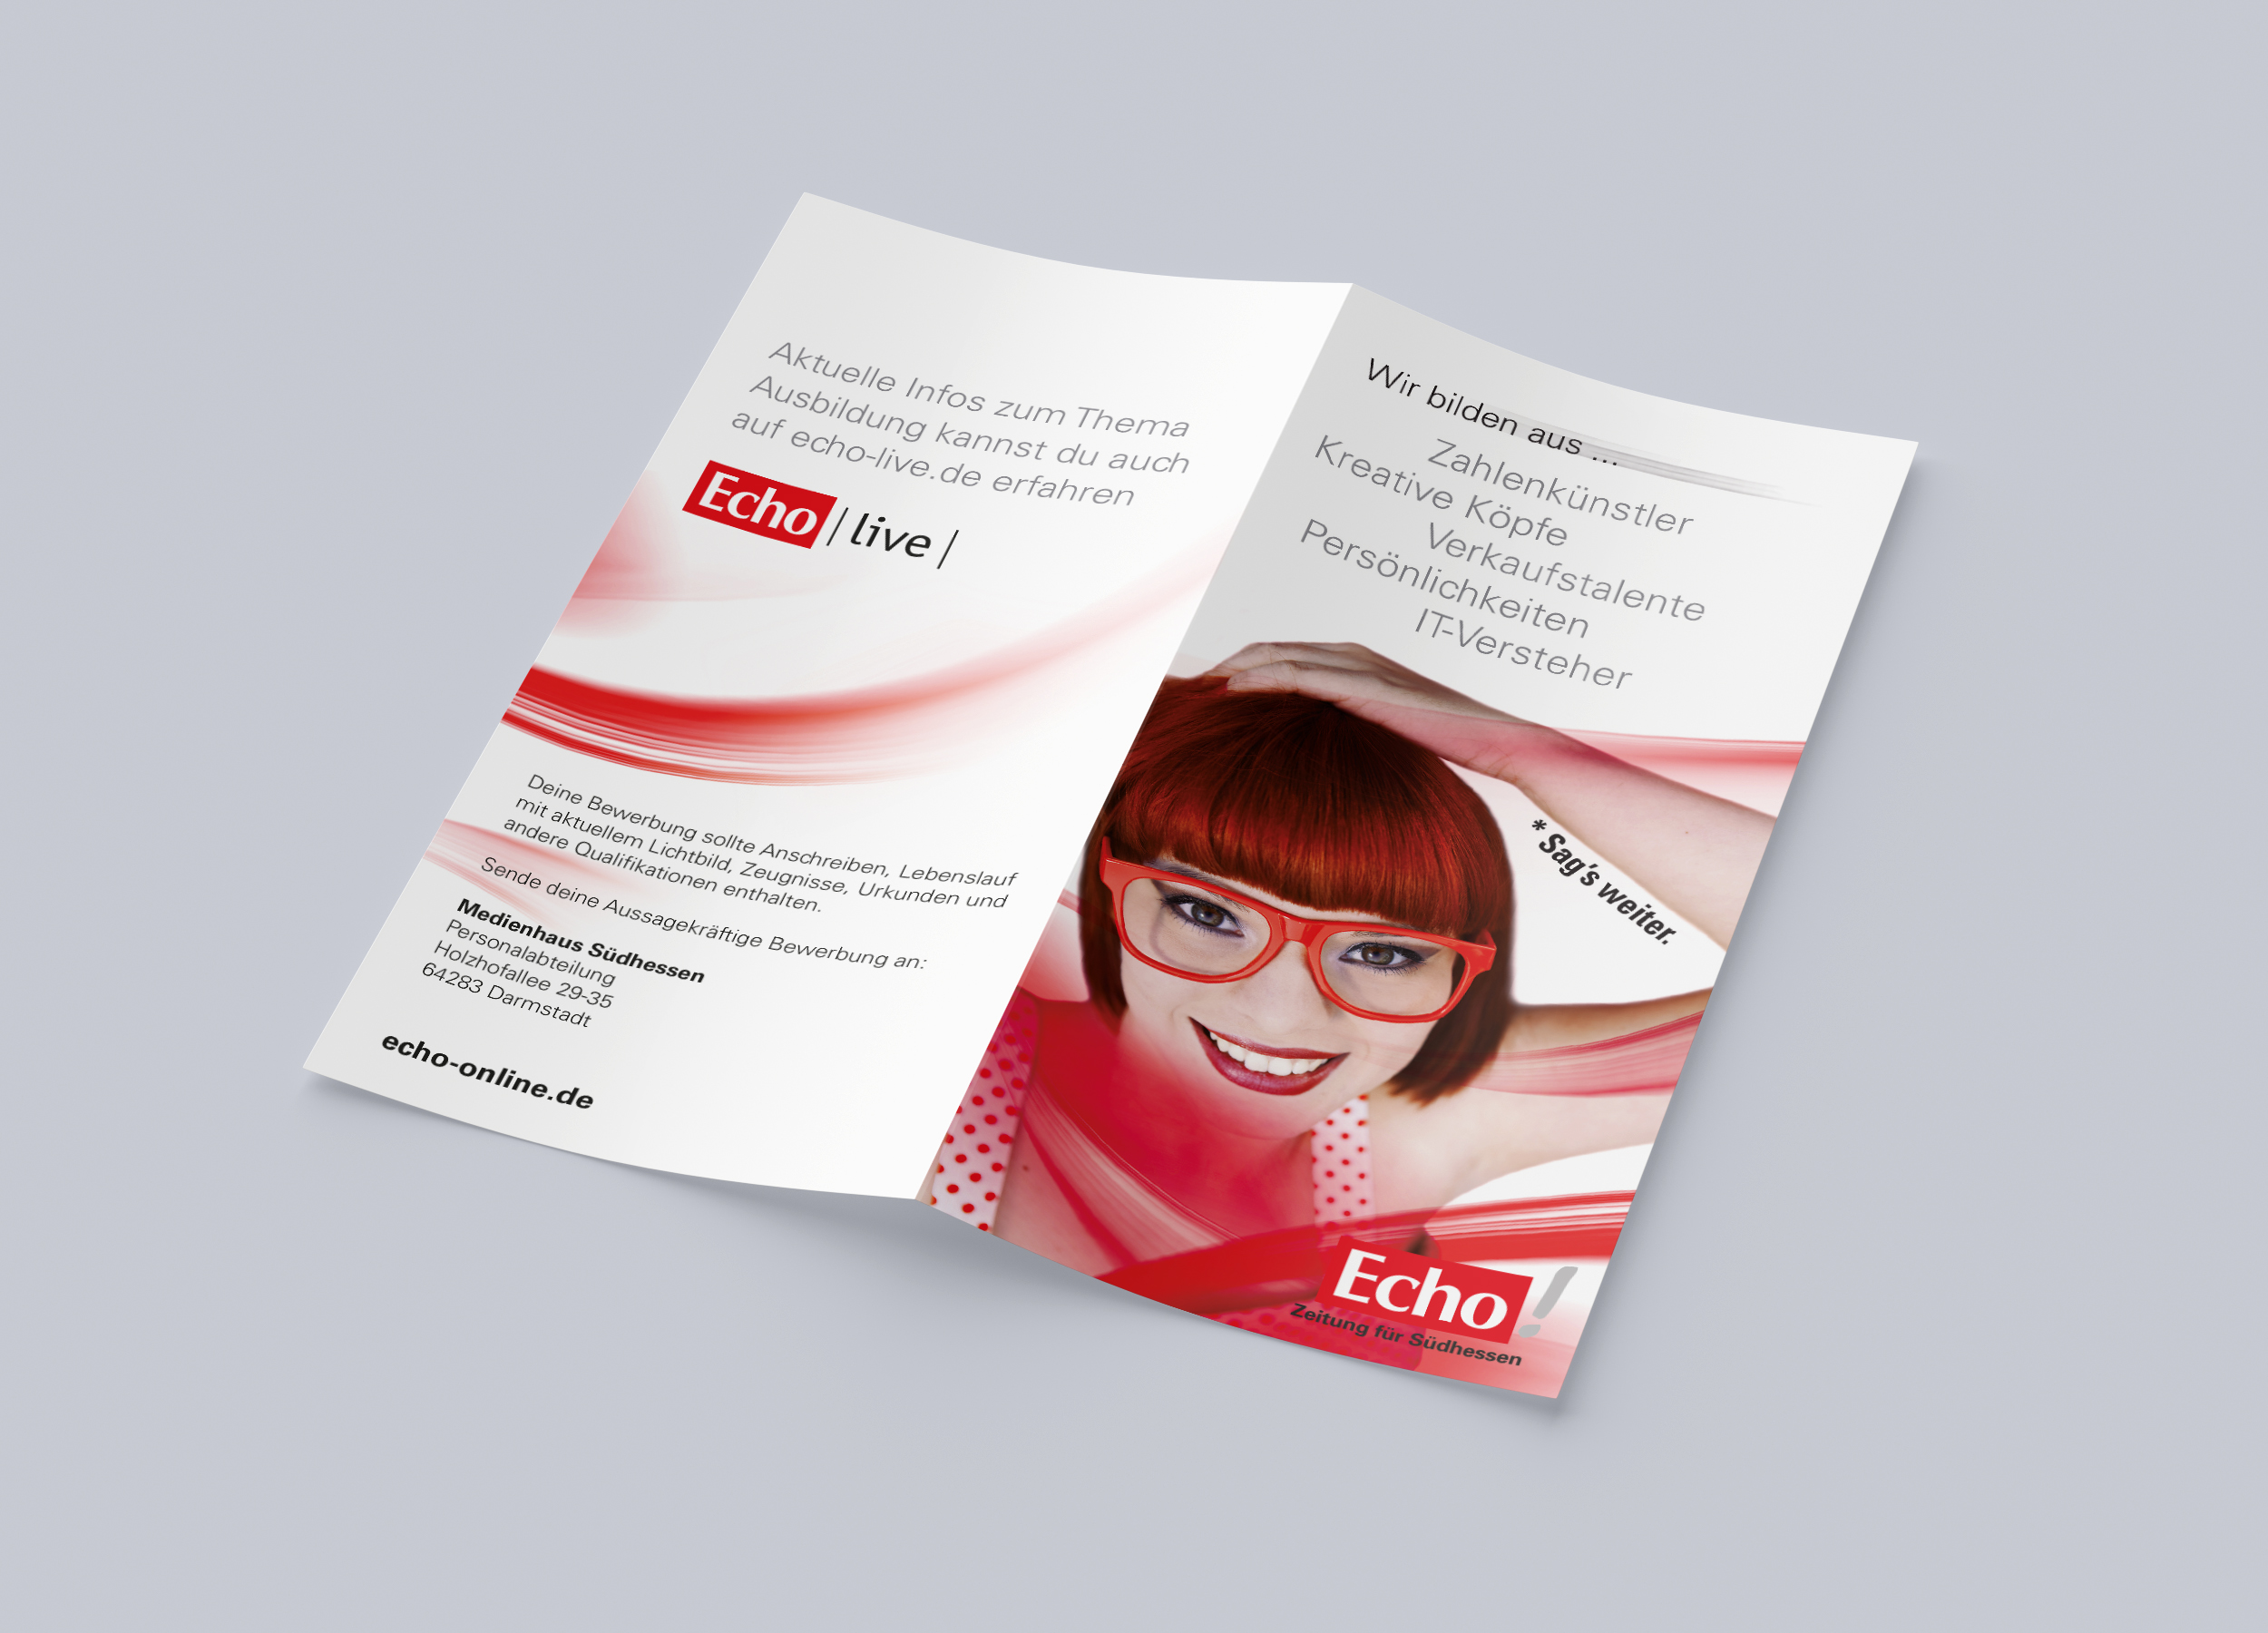 Aktuelle Infos zum Thema
Ausbildung kannst du auch
auf echo-live.de erfahren
Echo | live |
Deine Bewerbung sollte Anschreiben, Lebenslauf
mit aktuellem Lichtbild, Zeugnisse, Urkunden und
andere Qualifikationen enthalten.
Sende deine Aussagekräftige Bewerbung an:
Medienhaus Südhessen
Personalabteilung
Holzhofallee 29-35
64283 Darmstadt
echo-online.de
Wir bilden aus ...
Zahlenkünstler
Kreative Köpfe
Verkaufstalente
Persönlichkeiten
IT-Versteher
* Sag's weiter.
Echo!
Zeitung für Südhessen